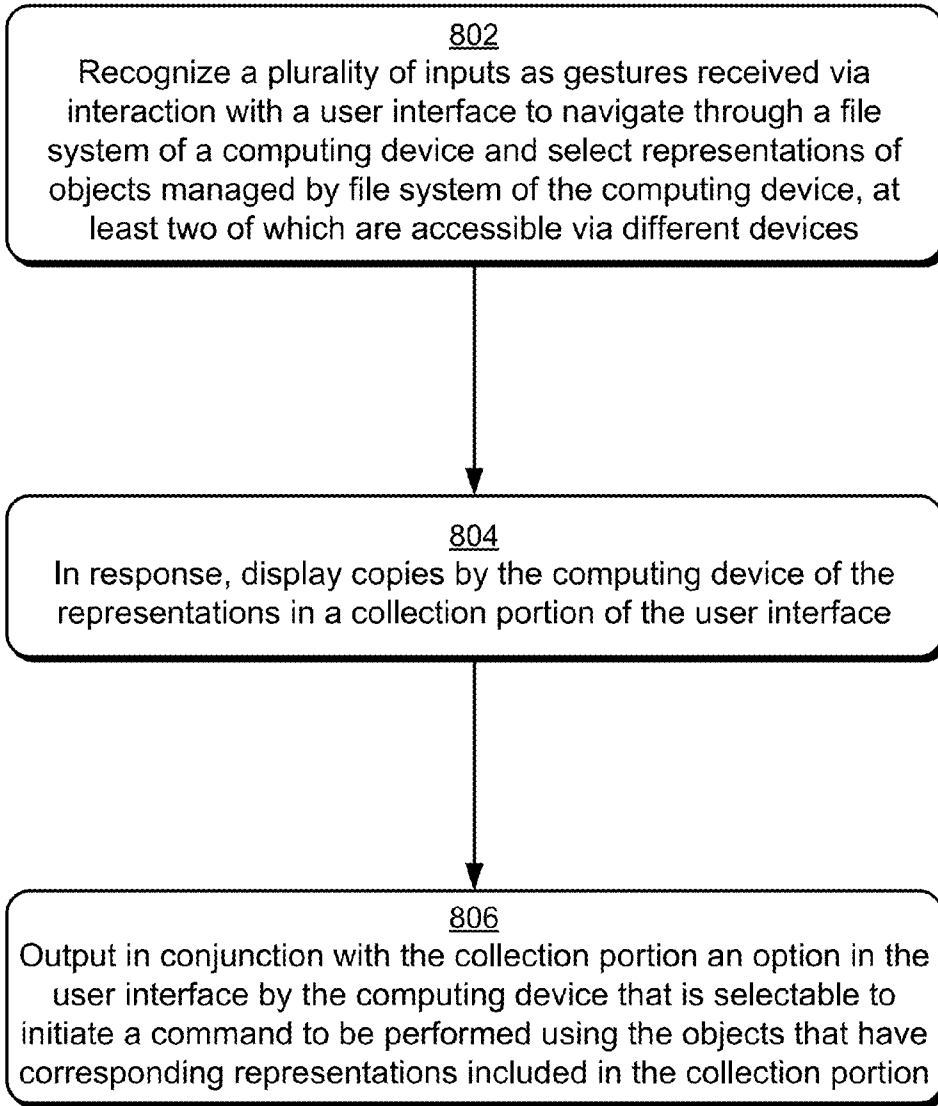 802
Recognize a plurality of inputs as gestures received via
interaction with a user interface to navigate through a file
system of a computing device and select representations of
objects managed by file system of the computing device, at
least two of which are accessible via different devices
804
In response, display copies by the computing device of the
representations in a collection portion of the user interface
806
Output in conjunction with the collection portion an option in the
user interface by the computing device that is selectable to
initiate a command to be performed using the objects that have
corresponding representations included in the collection portion